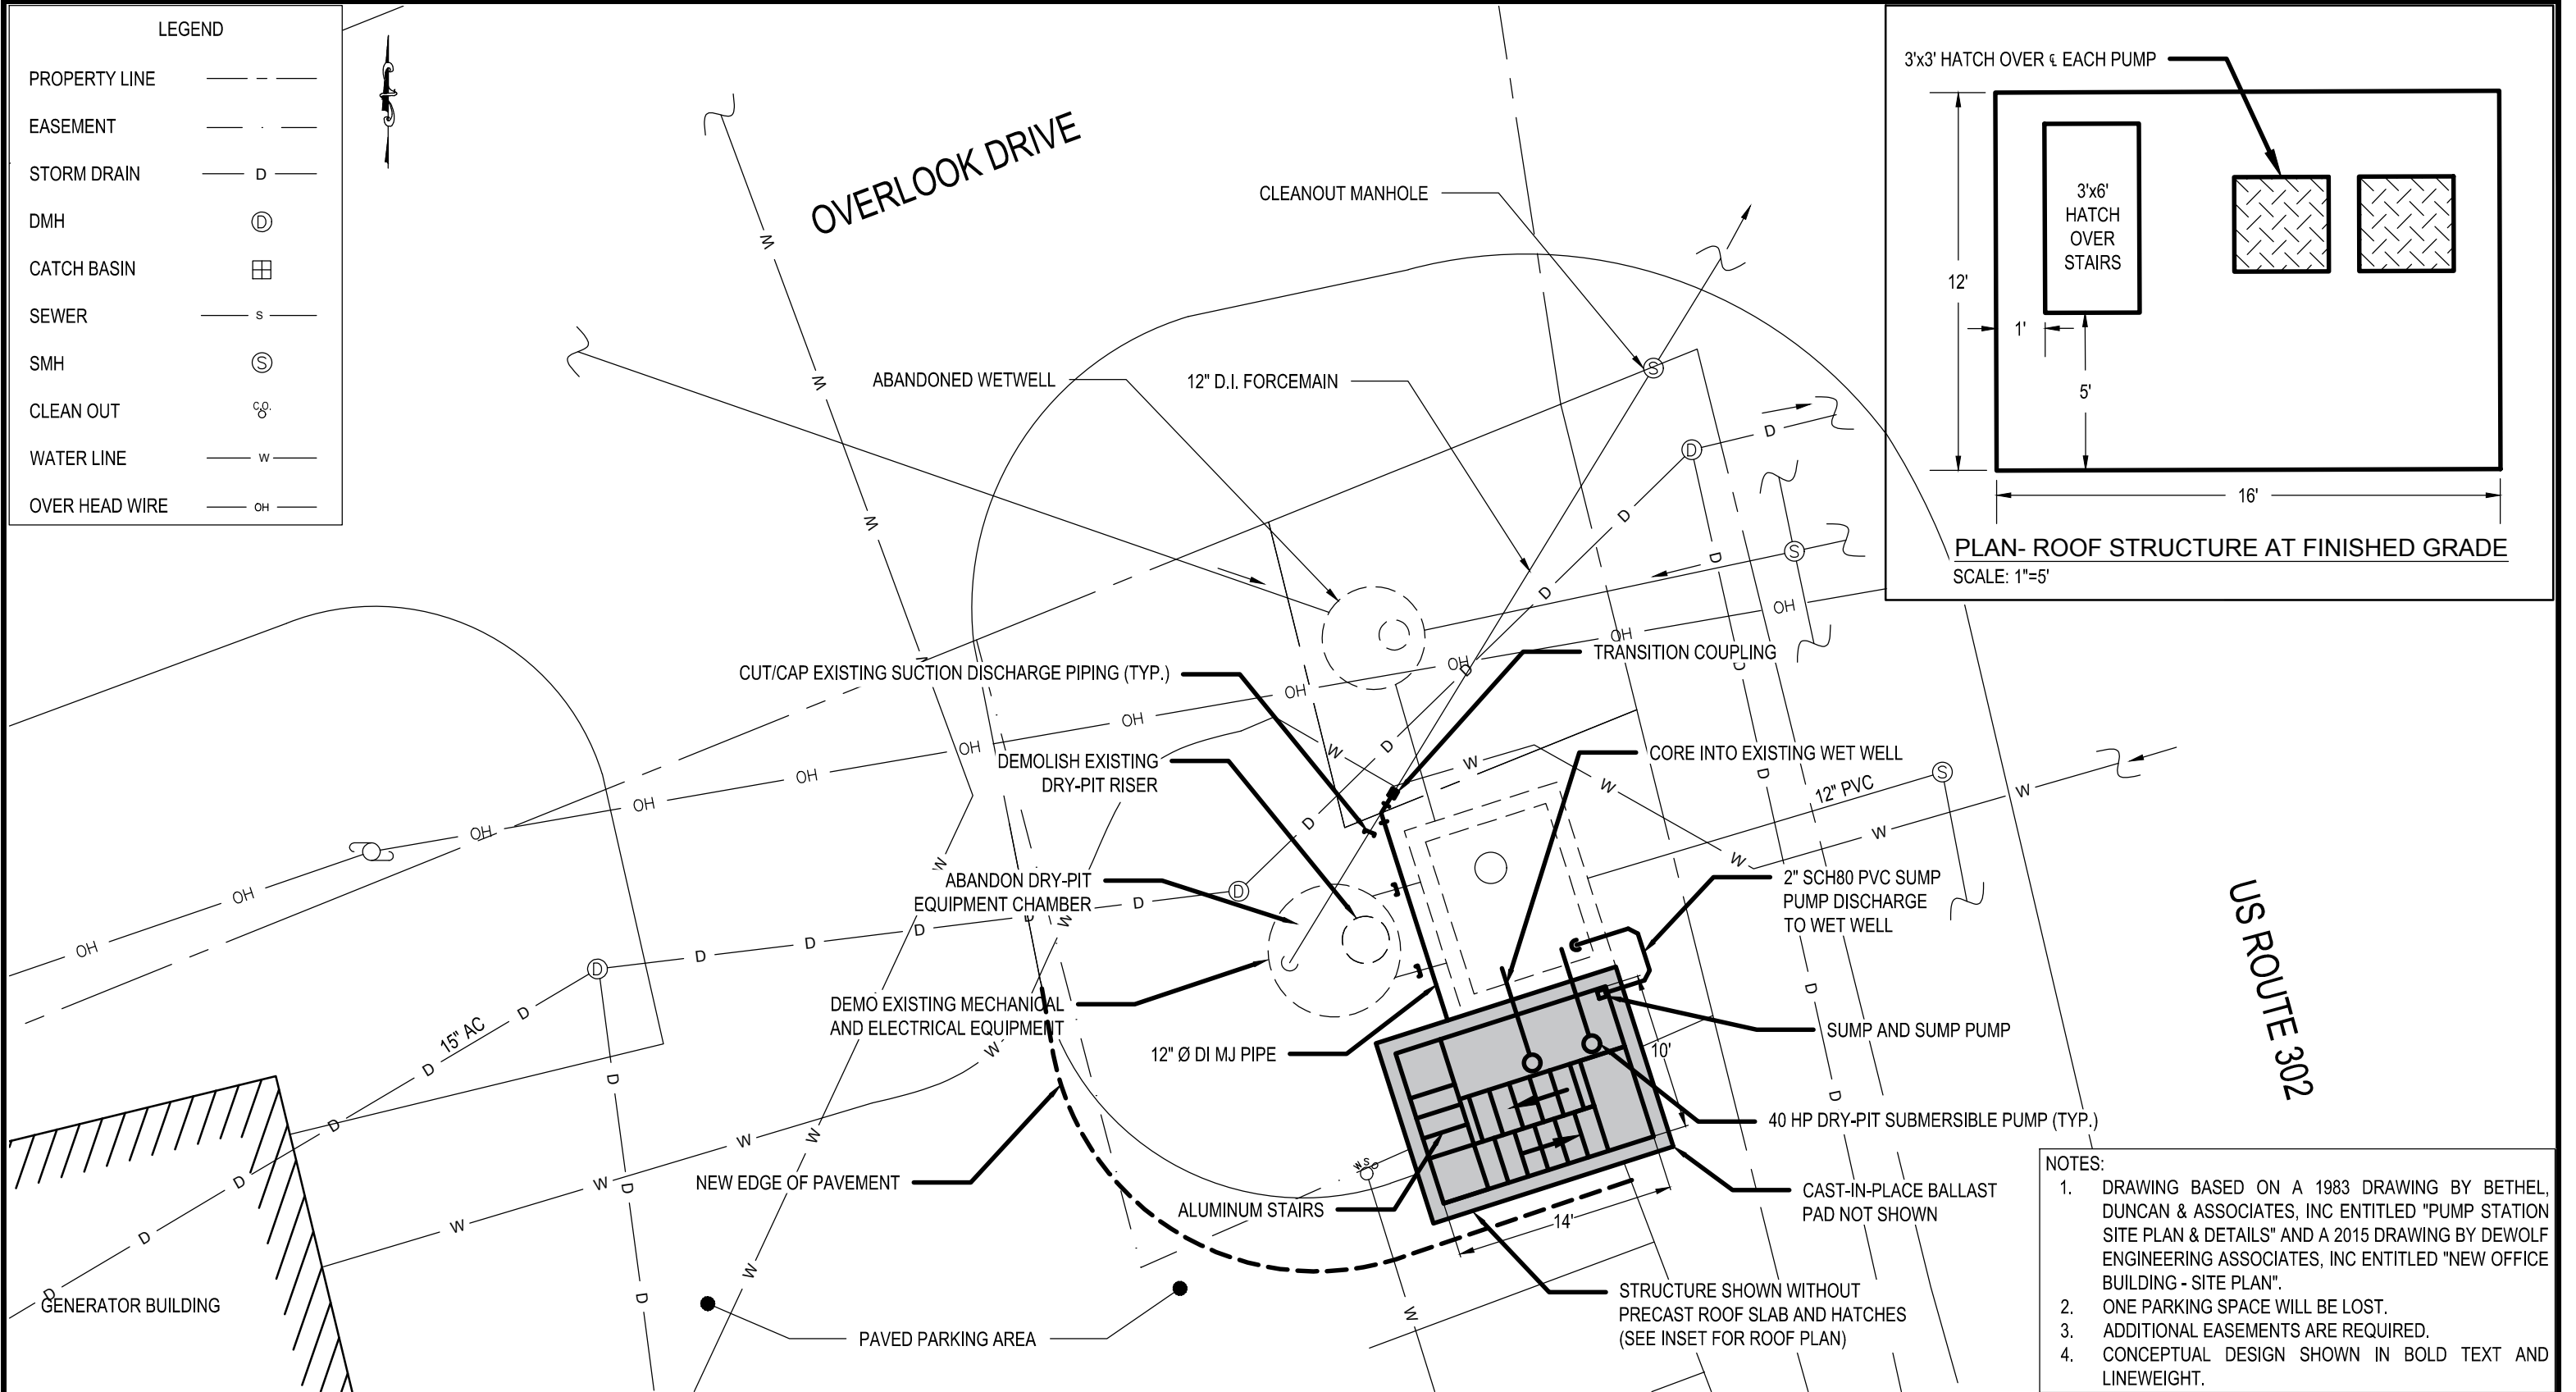 LEGEND
PROPERTY LINE
EASEMENT
STORM DRAIN D
DMH D
CATCH BASIN
SEWER S
SMH S
CLEAN OUT C.O.
WATER LINE W
OVER HEAD WIRE OH
OVERLOOK DRIVE
CLEANOUT MANHOLE
ABANDONED WETWELL
12" D.I. FORCEMAIN
3'x3' HATCH OVER ℄ EACH PUMP
3'x6'
HATCH
OVER
STAIRS
12'
1'
5'
16'
PLAN- ROOF STRUCTURE AT FINISHED GRADE
SCALE: 1"=5'
CUT/CAP EXISTING SUCTION DISCHARGE PIPING (TYP.)
TRANSITION COUPLING
DEMOLISH EXISTING
DRY-PIT RISER
CORE INTO EXISTING WET WELL
12" PVC
ABANDON DRY-PIT
EQUIPMENT CHAMBER
2" SCH80 PVC SUMP
PUMP DISCHARGE
TO WET WELL
US ROUTE 302
DEMO EXISTING MECHANICAL
AND ELECTRICAL EQUIPMENT
15" AC
12" Ø DI MJ PIPE
SUMP AND SUMP PUMP
10'
40 HP DRY-PIT SUBMERSIBLE PUMP (TYP.)
NEW EDGE OF PAVEMENT
ALUMINUM STAIRS
WSO
14'
CAST-IN-PLACE BALLAST
PAD NOT SHOWN
GENERATOR BUILDING
PAVED PARKING AREA
STRUCTURE SHOWN WITHOUT
PRECAST ROOF SLAB AND HATCHES
(SEE INSET FOR ROOF PLAN)
NOTES:
1. DRAWING BASED ON A 1983 DRAWING BY BETHEL,
DUNCAN & ASSOCIATES, INC ENTITLED "PUMP STATION
SITE PLAN & DETAILS" AND A 2015 DRAWING BY DEWOLF
ENGINEERING ASSOCIATES, INC ENTITLED "NEW OFFICE
BUILDING - SITE PLAN".
2. ONE PARKING SPACE WILL BE LOST.
3. ADDITIONAL EASEMENTS ARE REQUIRED.
4. CONCEPTUAL DESIGN SHOWN IN BOLD TEXT AND
LINEWEIGHT.